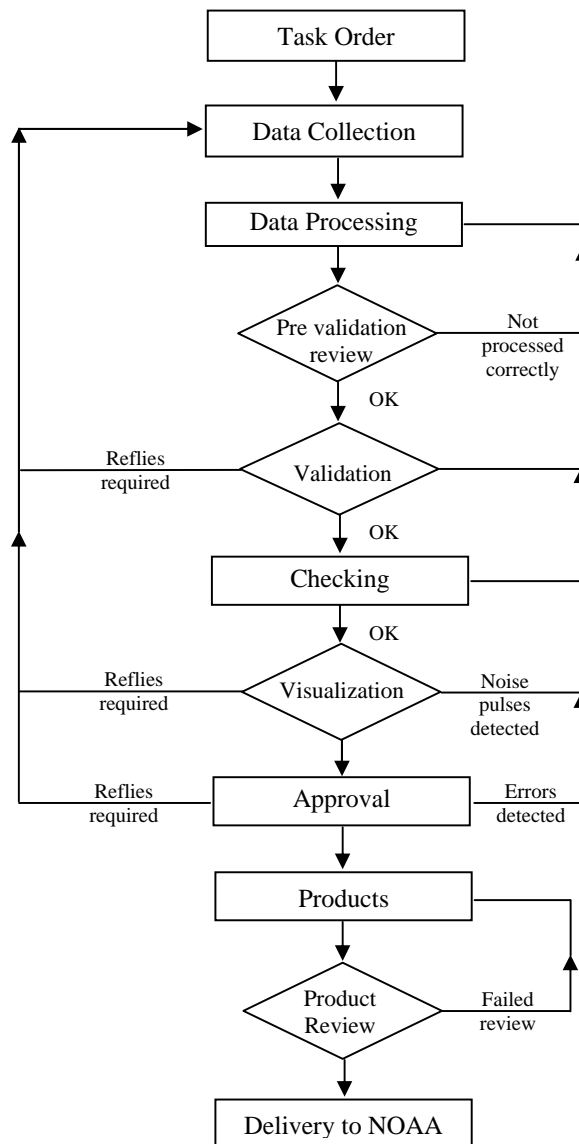 Task Order
Data Collection
Data Processing
Pre validation
review
Not
processed
correctly
OK
Reflies
required
Validation
OK
Checking
OK
Reflies
required
Visualization
Noise
pulses
detected
Reflies
required
Approval
Errors
detected
Products
Product
Review
Failed
review
Delivery to NOAA